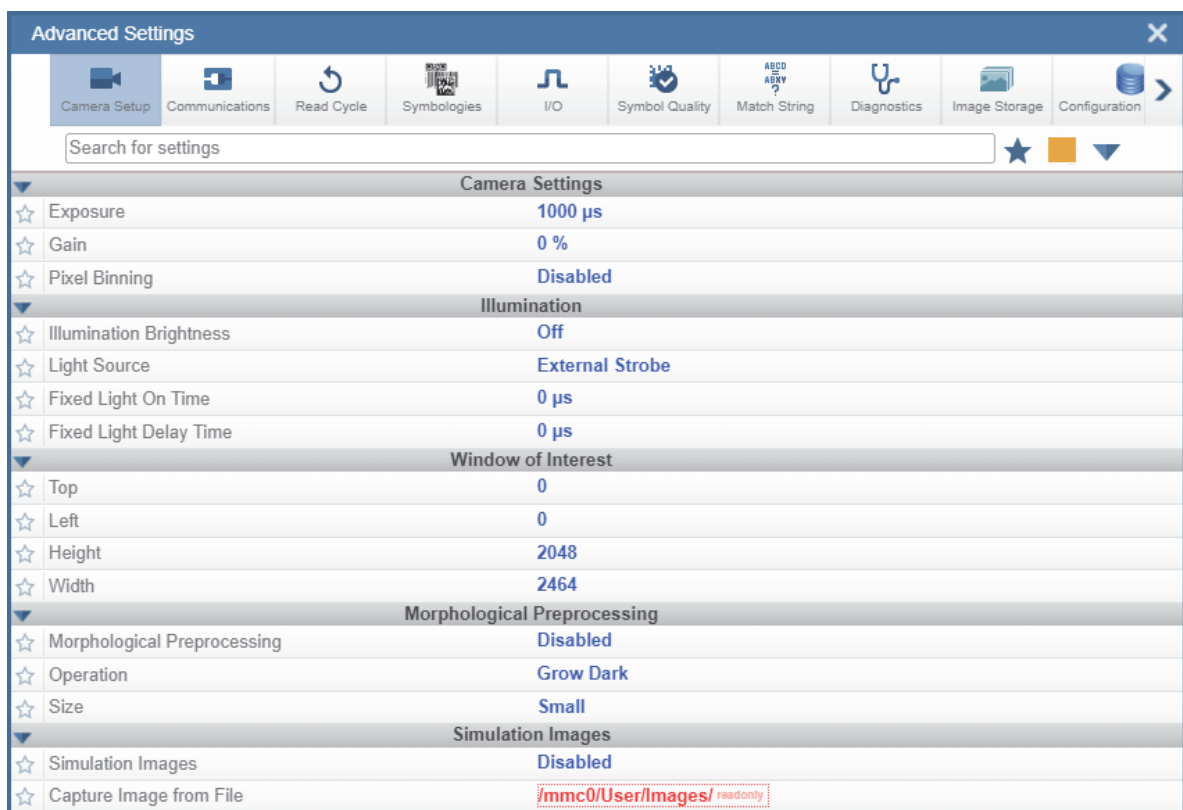 Advanced Settings
Camera Setup
Communications
Read Cycle
Symbologies
I/O
Symbol Quality
ABCD
ABXY
?
Match String
Diagnostics
Image Storage
Configuration
Search for settings
Camera Settings
Exposure 1000 µs
Gain 0 %
Pixel Binning Disabled
Illumination
Illumination Brightness Off
Light Source External Strobe
Fixed Light On Time 0 µs
Fixed Light Delay Time 0 µs
Window of Interest
Top 0
Left 0
Height 2048
Width 2464
Morphological Preprocessing
Morphological Preprocessing Disabled
Operation Grow Dark
Size Small
Simulation Images
Simulation Images Disabled
Capture Image from File /mmc0/User/Images/ readonly